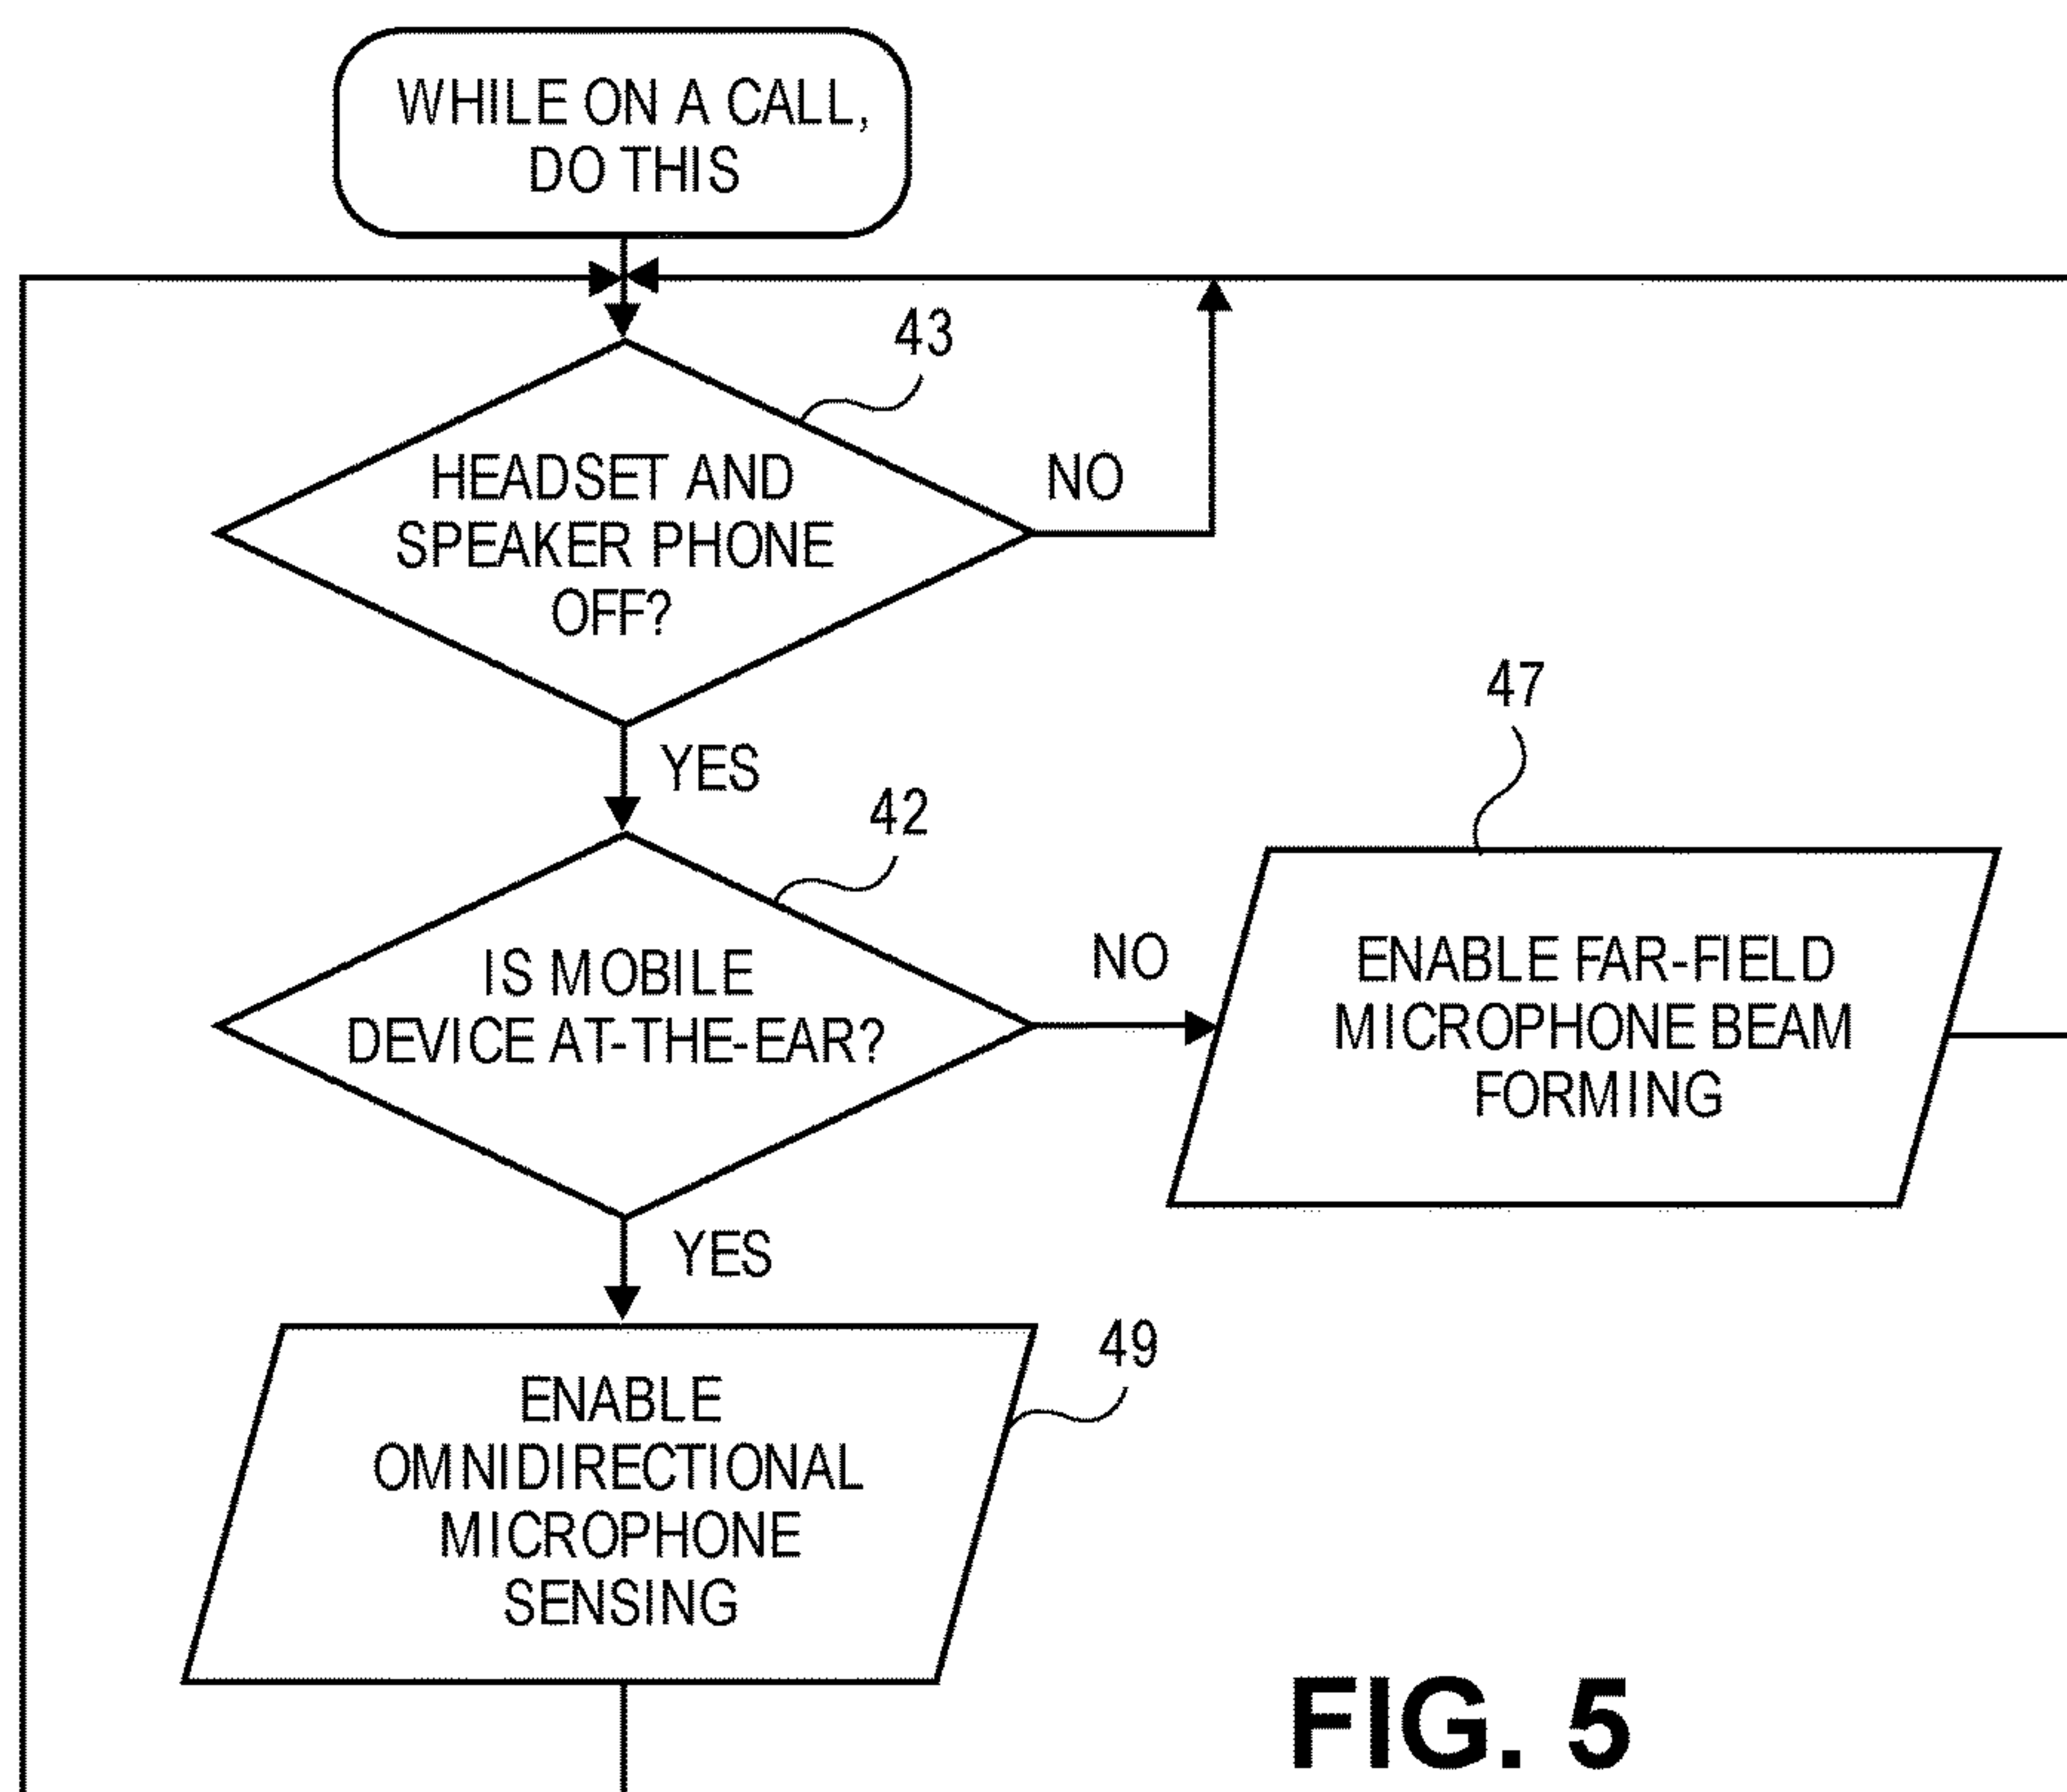 WHILE ON A CALL,
DO THIS
43
HEADSET AND
SPEAKER PHONE
OFF?
NO
YES
42
47
IS MOBILE
DEVICE AT-THE-EAR?
NO
ENABLE FAR-FIELD
MICROPHONE BEAM
FORMING
YES
49
ENABLE
OMNIDIRECTIONAL
MICROPHONE
SENSING
FIG. 5